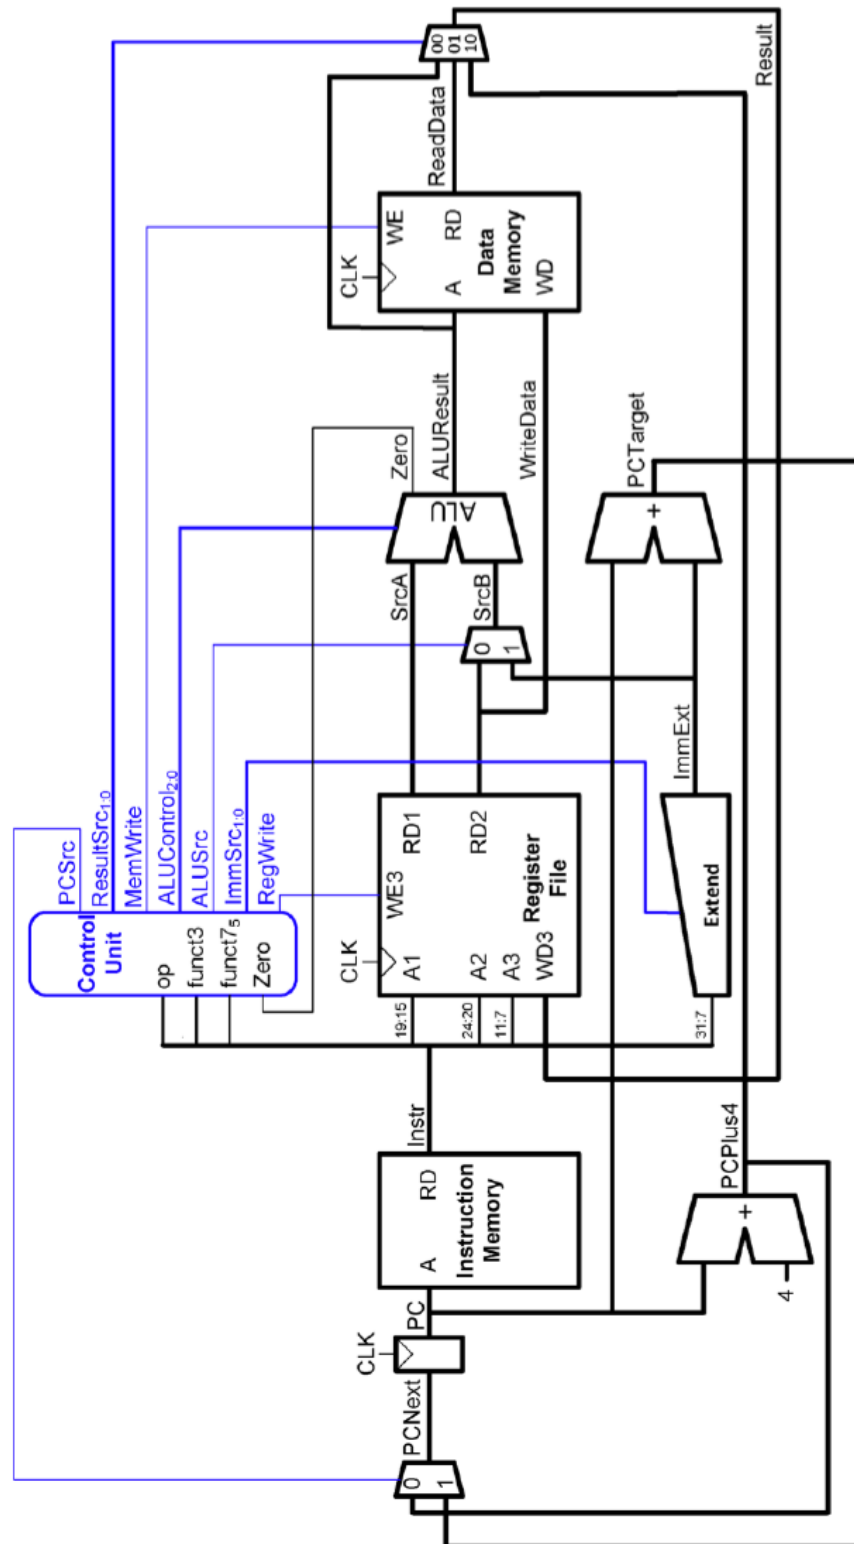 PCSrc
ResultSrc1:0
MemWrite
ALUControl2:0
ALUSrc
ImmSrc1:0
RegWrite
Control
Unit
op
funct3
funct75
Zero
PCNext
0
1
CLK
PC
A
RD
Instruction
Memory
Instr
4
+
PCPlus4
19:15
24:20
11:7
31:7
CLK
A1
A2
A3
WD3
WE3
RD1
RD2
Register
File
Extend
ImmExt
0
1
SrcA
SrcB
ALU
Zero
ALUResult
WriteData
+
PCTarget
CLK
WE
A
RD
Data
Memory
WD
ReadData
00
01
10
Result